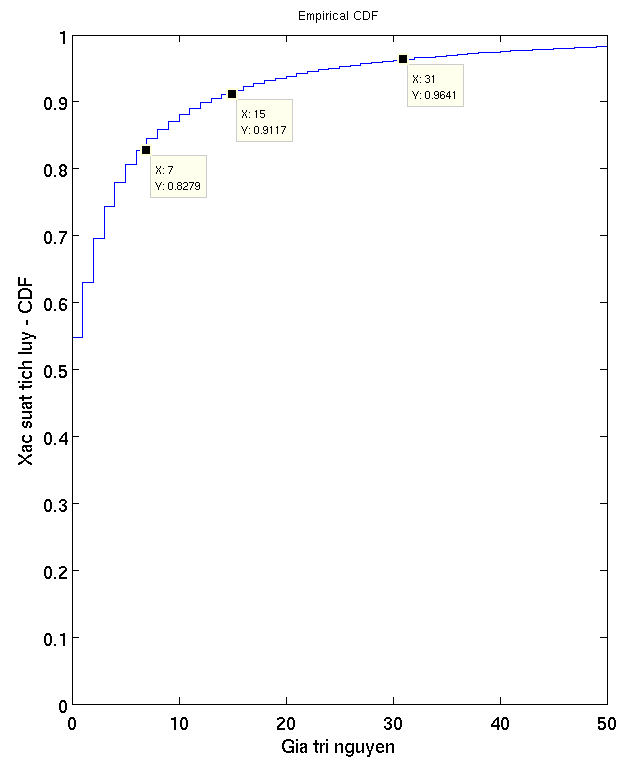 Empirical CDF
1
0.9
0.8
0.7
0.6
0.5
0.4
0.3
0.2
0.1
0
Xac suat tich luy - CDF
X: 7
Y: 0.8279
X: 15
Y: 0.9117
X: 31
Y: 0.9641
0 10 20 30 40 50
Gia tri nguyen